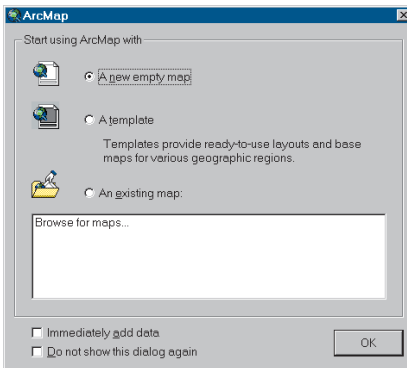 ArcMap
Start using ArcMap with
A new empty map
A template
Templates provide ready-to-use layouts and base
maps for various geographic regions.
An existing map:
Browse for maps...
Immediately add data
Do not show this dialog again
OK